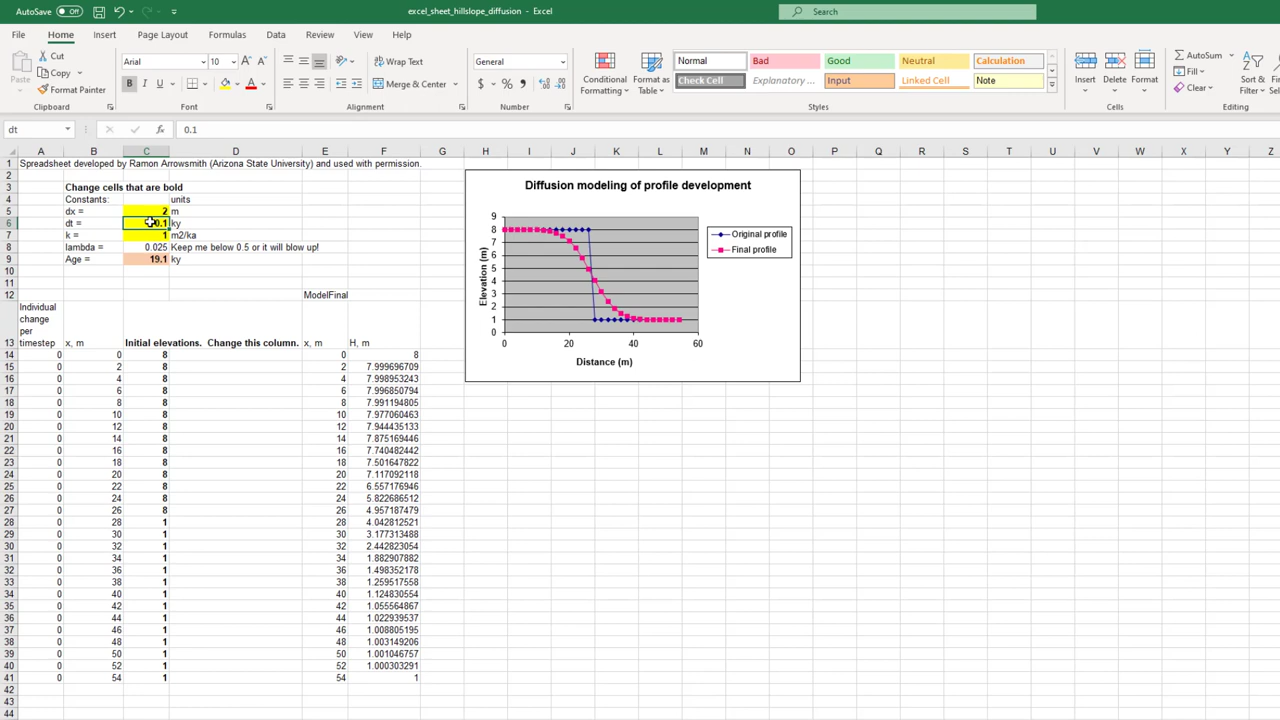 AutoSave Off excel_sheet_hillslope_diffusion - Excel Search
File Home Insert Page Layout Formulas Data Review View Help
Paste Cut Copy Format Painter Arial 10 Wrap Text General Conditional Formatting Format as Table Normal Bad Good Neutral Calculation Insert Delete Format AutoSum Sort & Filter
B I U Merge & Center $ % Check Cell Explanatory ... Input Linked Cell Note Fill Clear
Clipboard Font Alignment Number Styles Cells Editing
dt fx 0.1
A B C D E F G H I J K L M N O P Q R S T U V W X Y Z
1 Spreadsheet developed by Ramon Arrowsmith (Arizona State University) and used with permission.
2
3 Change cells that are bold
4 Constants: units
5 dx = 2 m
6 dt = 0.1 ky
7 k = 1 m2/ka
8 lambda = 0.025 Keep me below 0.5 or it will blow up!
9 Age = 19.1 ky
10
11
12 ModelFinal
13 Individual change per timestep x, m Initial elevations. Change this column. x, m H, m
14 0 0 8 0 8
15 0 2 8 2 7.999696709
16 0 4 8 4 7.998953243
17 0 6 8 6 7.996850794
18 0 8 8 8 7.991194805
19 0 10 8 10 7.977060463
20 0 12 8 12 7.944435133
21 0 14 8 14 7.875169446
22 0 16 8 16 7.740482442
23 0 18 8 18 7.501647822
24 0 20 8 20 7.117092118
25 0 22 8 22 6.557176946
26 0 24 8 24 5.822686512
27 0 26 8 26 4.957187479
28 0 28 1 28 4.042812521
29 0 30 1 30 3.177313488
30 0 32 1 32 2.442823054
31 0 34 1 34 1.882907882
32 0 36 1 36 1.498352178
33 0 38 1 38 1.259517558
34 0 40 1 40 1.124830554
35 0 42 1 42 1.055564867
36 0 44 1 44 1.022939537
37 0 46 1 46 1.008805195
38 0 48 1 48 1.003149206
39 0 50 1 50 1.001046757
40 0 52 1 52 1.000303291
41 0 54 1 54 1
42
43
44
Diffusion modeling of profile development
Elevation (m)
9
8
7
6
5
4
3
2
1
0
0 20 40 60
Distance (m)
Original profile
Final profile